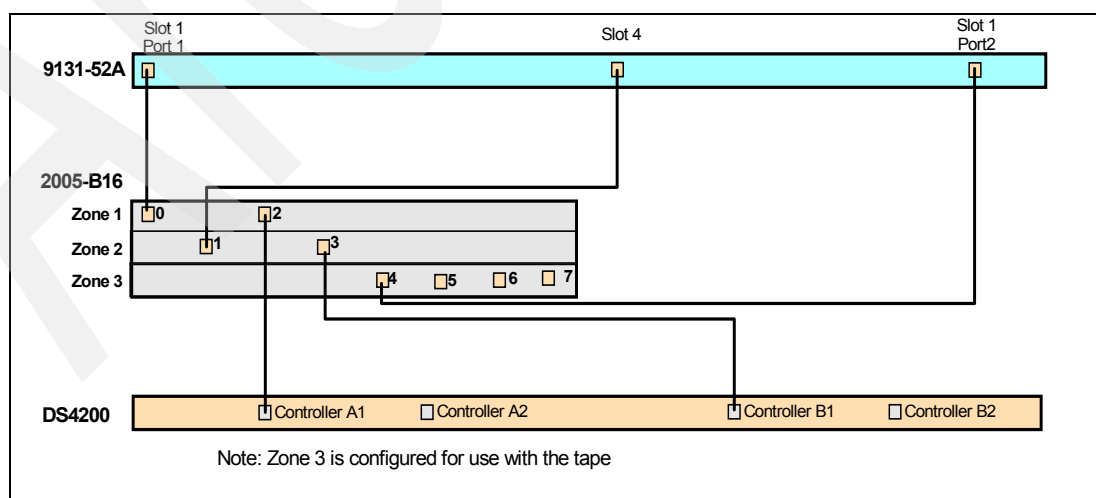 Slot 1
Port 1
Slot 4
Slot 1
Port2
9131-52A
2005-B16
Zone 1
0
2
Zone 2
1
3
Zone 3
4
5
6
7
DS4200
Controller A1
Controller A2
Controller B1
Controller B2
Note: Zone 3 is configured for use with the tape